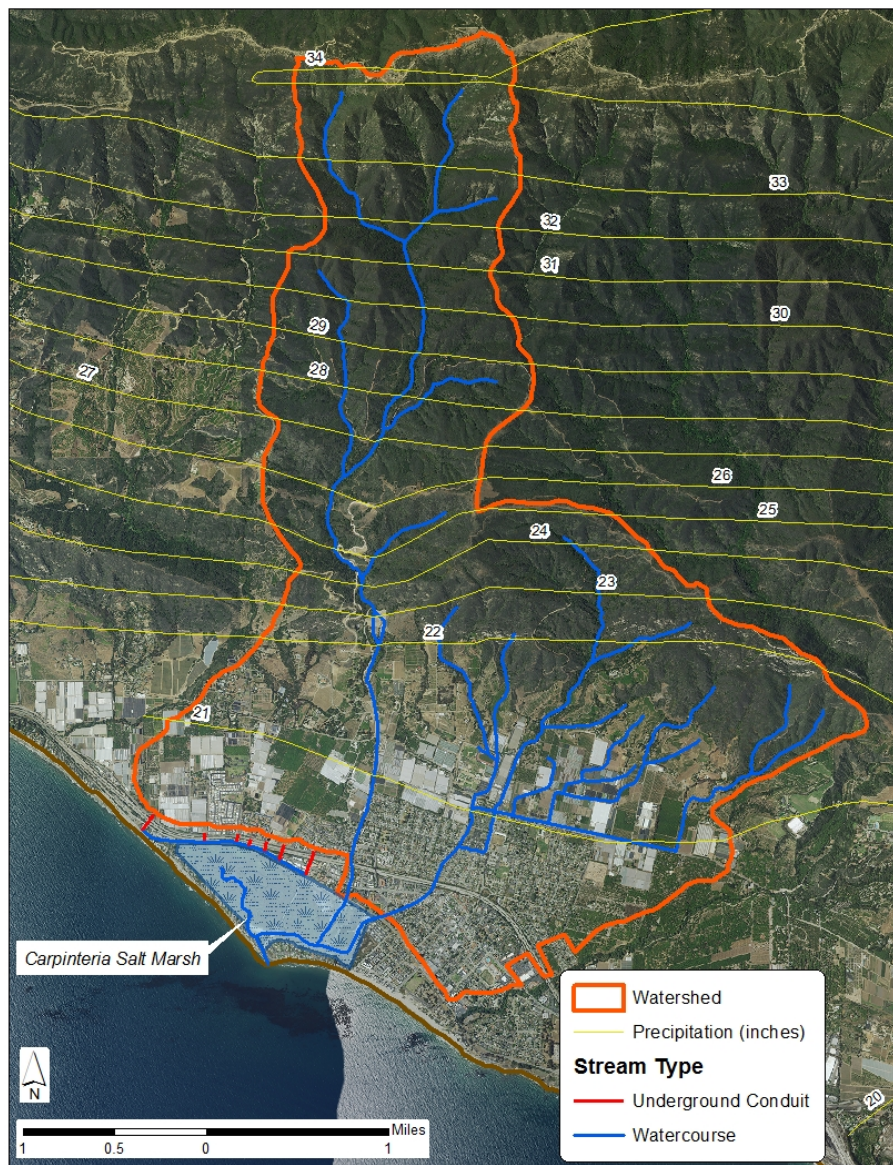 34
33
32
31
30
29
28
27
26
25
24
23
22
21
Carpinteria Salt Marsh
Watershed
Precipitation (inches)
Stream Type
Underground Conduit
Watercourse
20
N
Miles
1 0.5 0 1